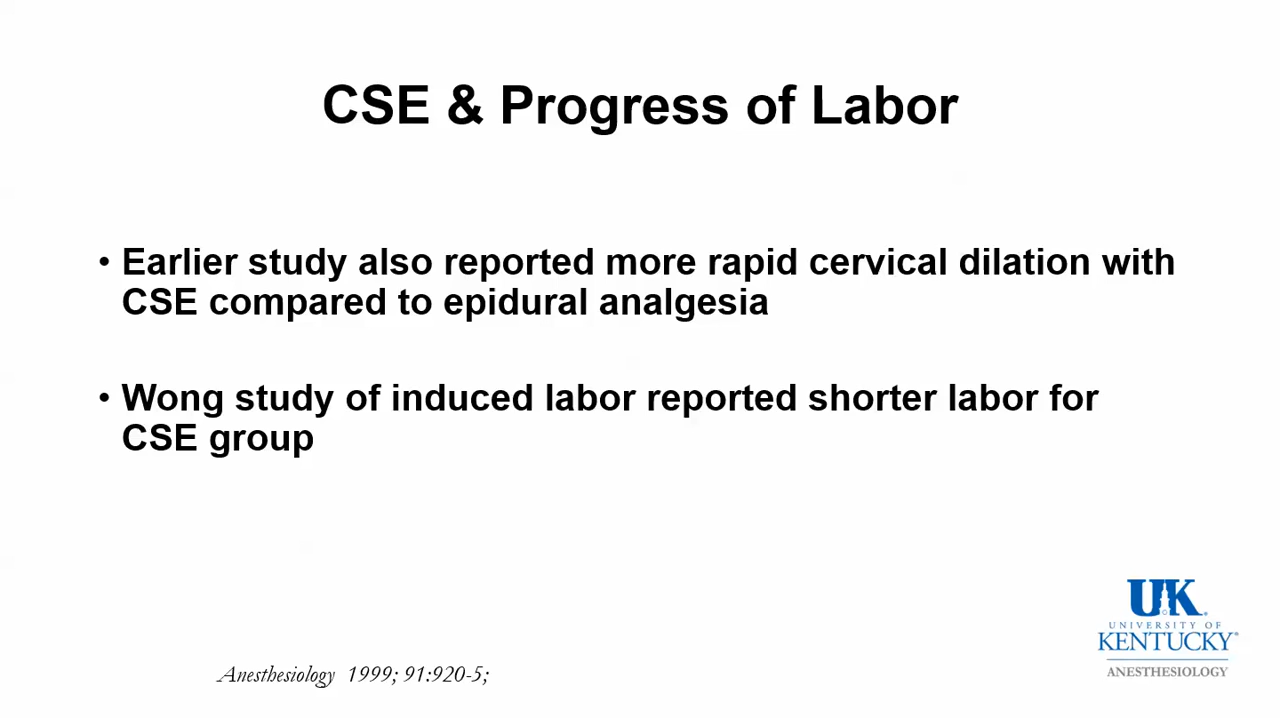 CSE & Progress of Labor
• Earlier study also reported more rapid cervical dilation with
CSE compared to epidural analgesia
• Wong study of induced labor reported shorter labor for
CSE group
Anesthesiology 1999; 91:920-5;
UK
UNIVERSITY OF
KENTUCKY®
ANESTHESIOLOGY